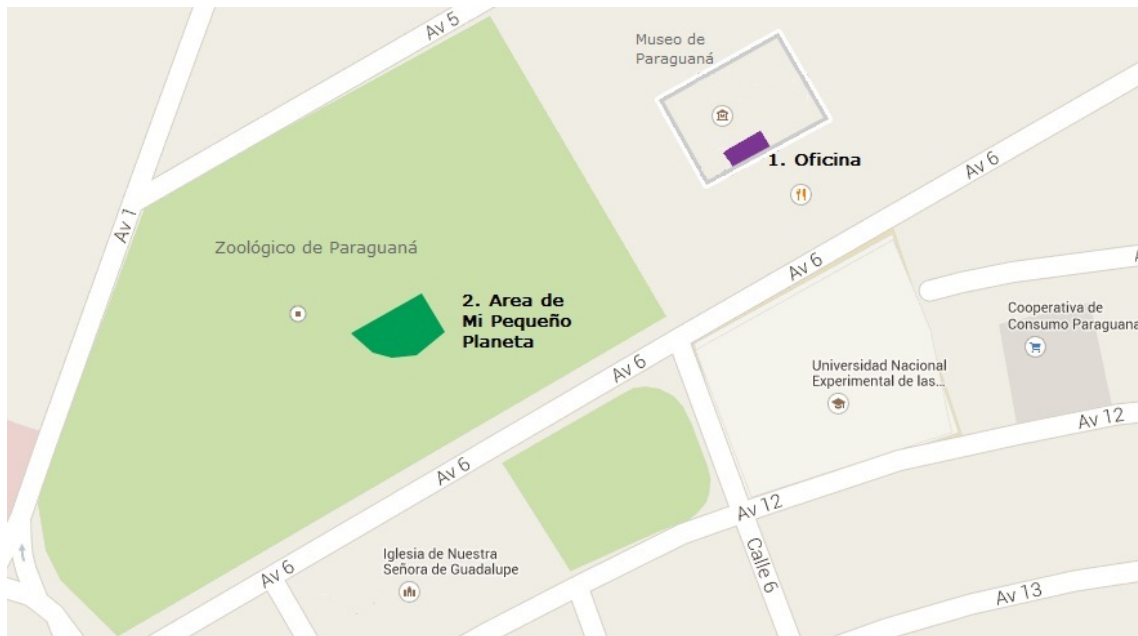 Av 5
Museo de
Paraguaná
1. Oficina
Av 6
Av 1
Zoológico de Paraguaná
Av 6
2. Area de
Mi Pequeño
Planeta
Cooperativa de
Consumo Paraguana
Av 6
Universidad Nacional
Experimental de las...
Av 12
Av 6
Av 12
Iglesia de Nuestra
Señora de Guadalupe
Calle 6
Av 6
Av 13